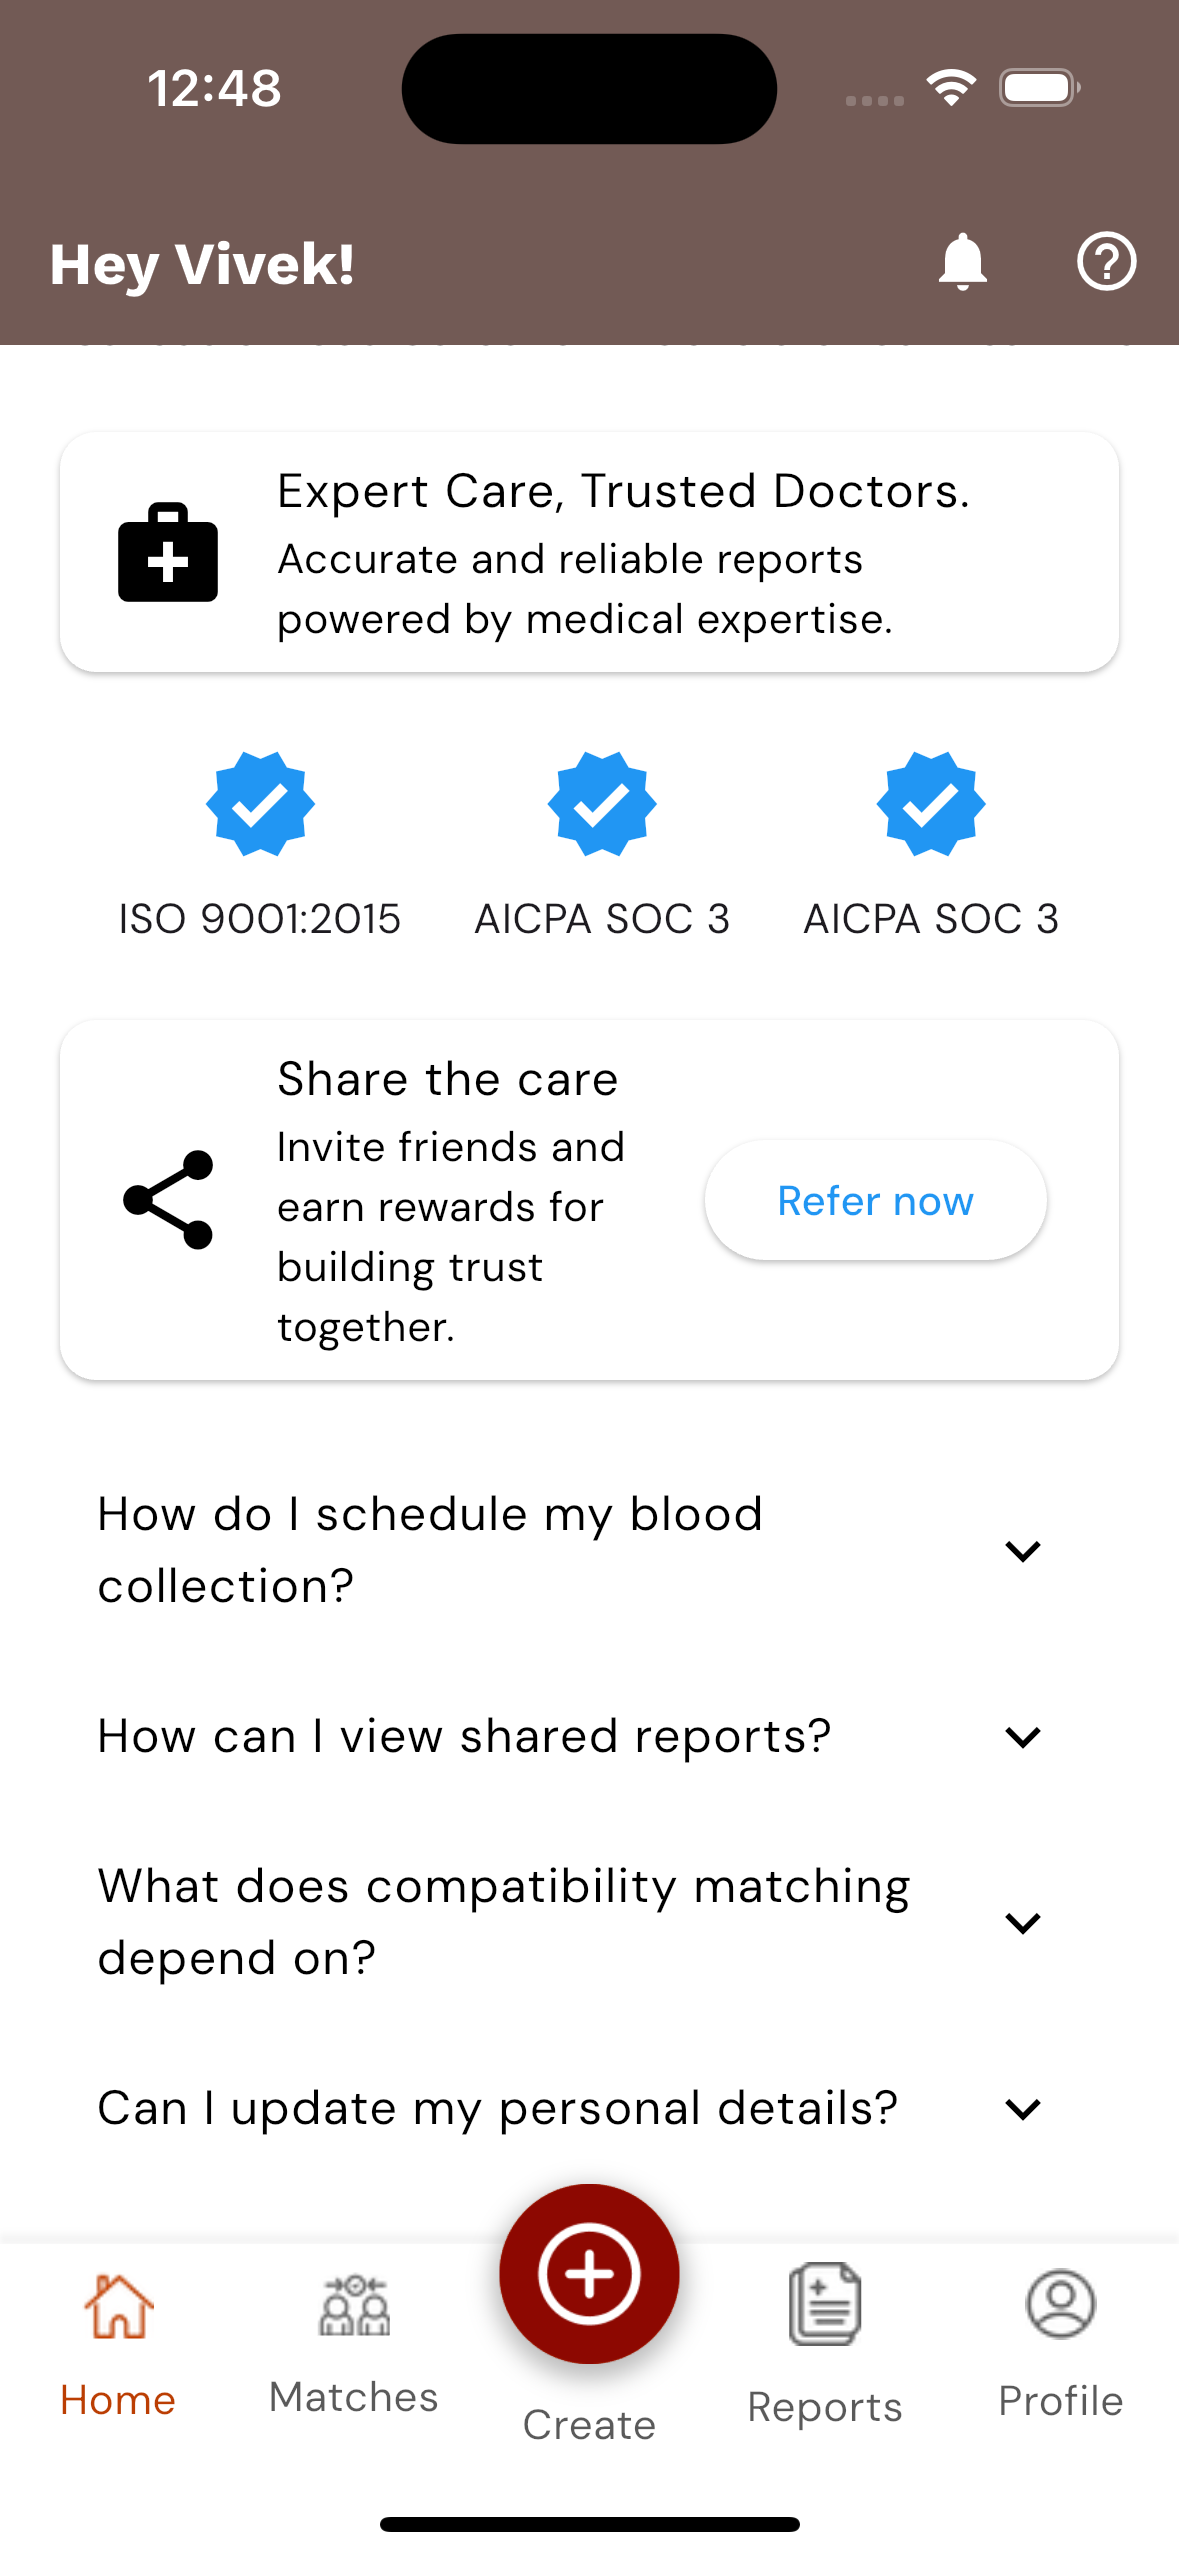 12:48
Hey Vivek!
Expert Care, Trusted Doctors.
Accurate and reliable reports
powered by medical expertise.
ISO 9001:2015 AICPA SOC 3 AICPA SOC 3
Share the care
Invite friends and
earn rewards for
building trust
together.
Refer now
How do I schedule my blood
collection?
How can I view shared reports?
What does compatibility matching
depend on?
Can I update my personal details?
Home Matches Create Reports Profile